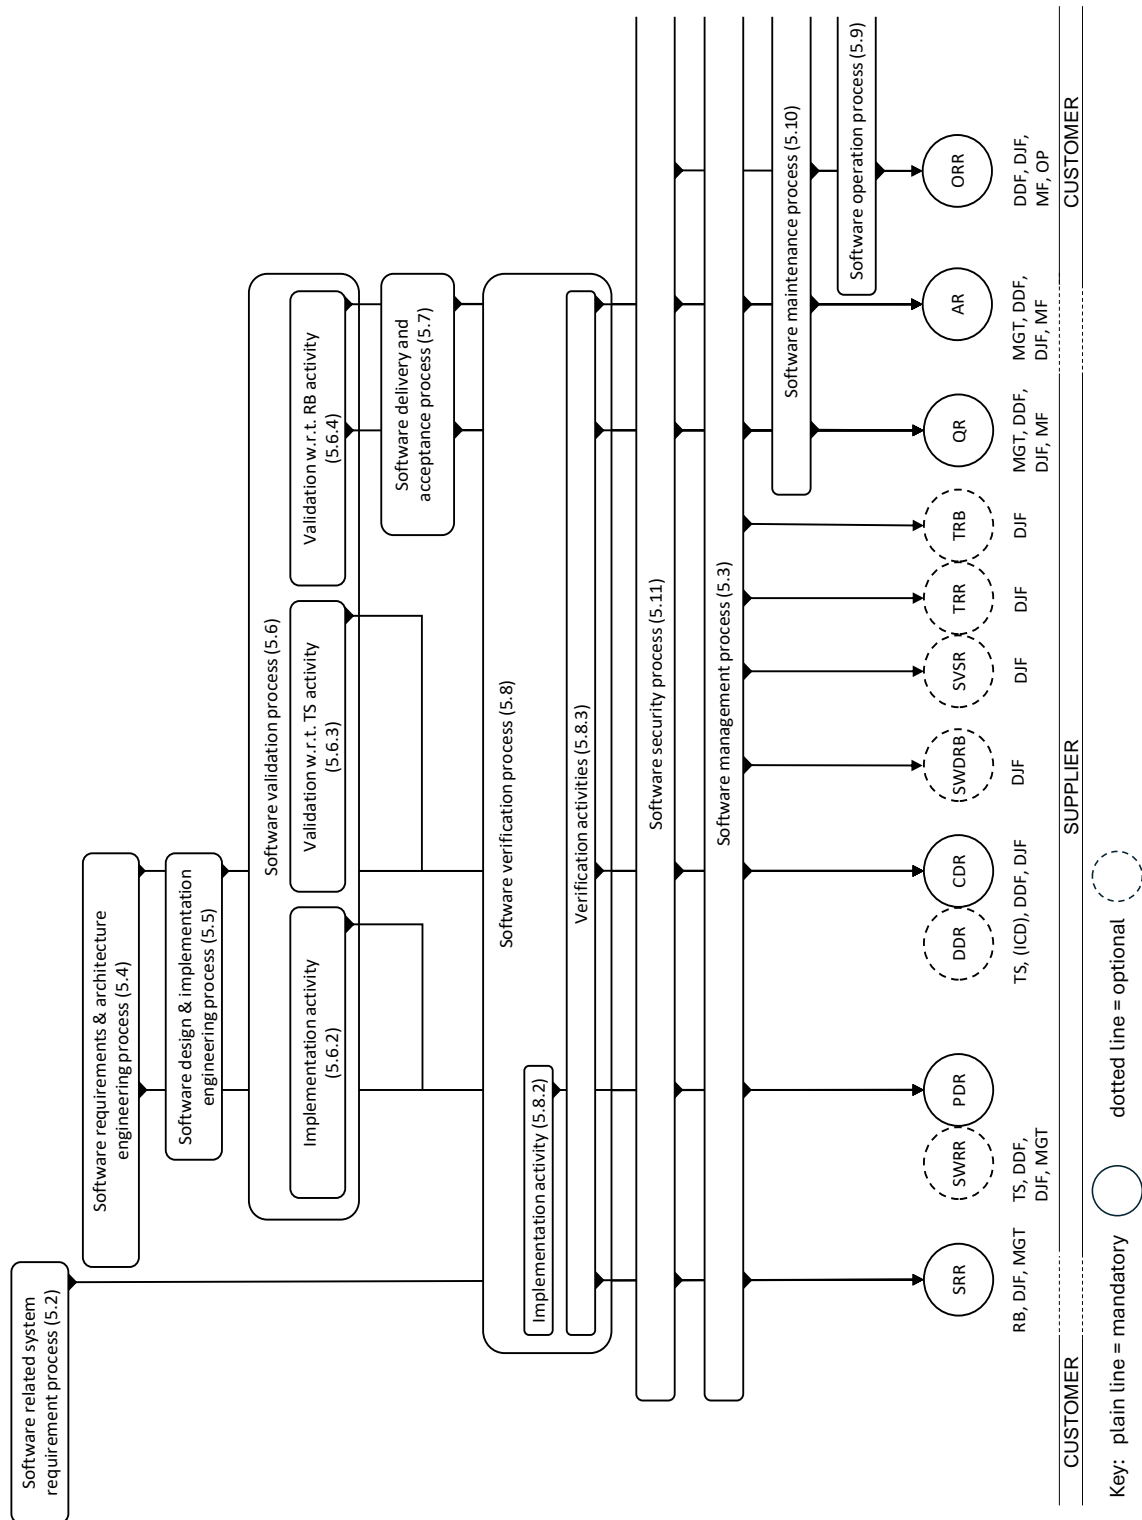 Software related system
requirement process (5.2)
Software requirements & architecture
engineering process (5.4)
Software design & implementation
engineering process (5.5)
Software validation process (5.6)
Implementation activity
(5.6.2)
Validation w.r.t. TS activity
(5.6.3)
Validation w.r.t. RB activity
(5.6.4)
Software delivery and
acceptance process (5.7)
Software verification process (5.8)
Implementation activity (5.8.2)
Verification activities (5.8.3)
Software security process (5.11)
Software management process (5.3)
Software maintenance process (5.10)
Software operation process (5.9)
SRR
SWRR
PDR
DDR
CDR
SWDRB
SVSR
TRR
TRB
QR
AR
ORR
RB, DJF, MGT
TS, DDF,
DJF, MGT
TS, (ICD), DDF, DJF
DJF
DJF
DJF
DJF
MGT, DDF,
DJF, MF
MGT, DDF,
DJF, MF
DDF, DJF,
MF, OP
CUSTOMER
SUPPLIER
CUSTOMER
Key: plain line = mandatory
dotted line = optional